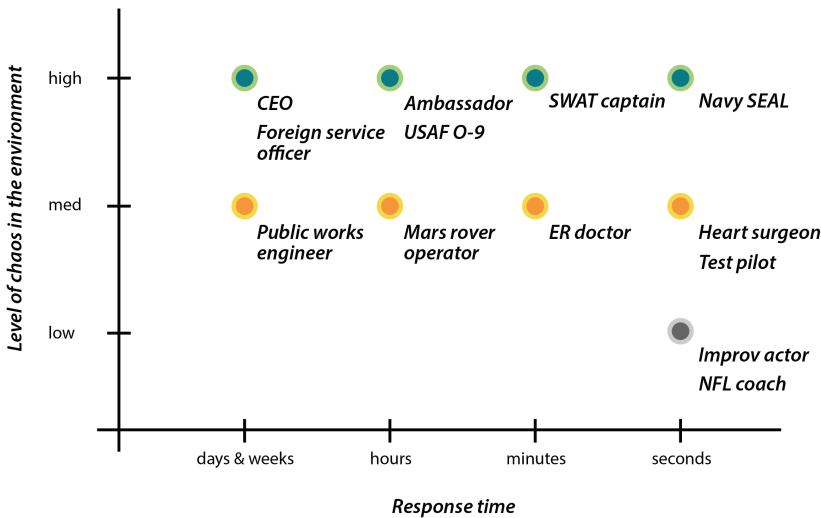 Level of chaos in the environment
high
CEO
Foreign service
officer
Ambassador
USAF O-9
SWAT captain
Navy SEAL
med
Public works
engineer
Mars rover
operator
ER doctor
Heart surgeon
Test pilot
low
Improv actor
NFL coach
days & weeks
hours
minutes
seconds
Response time